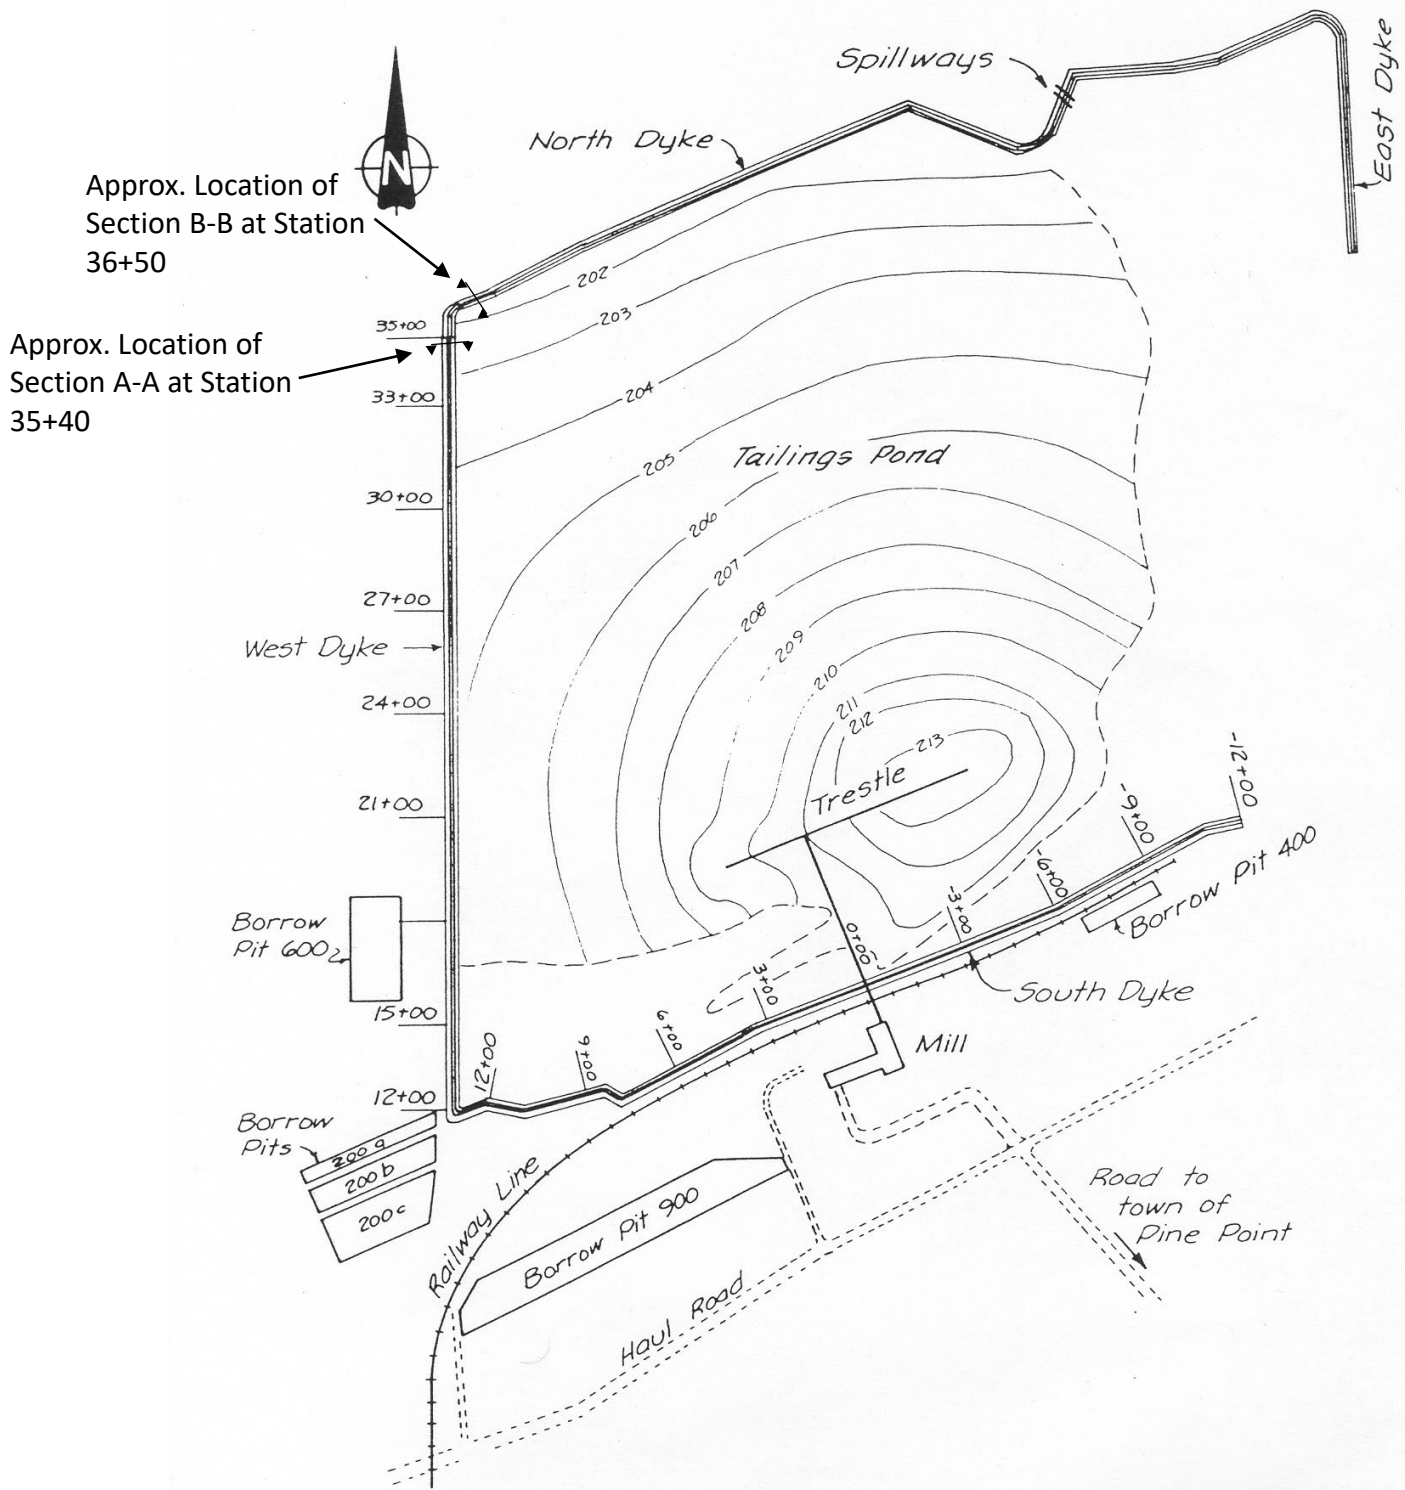 Spillways
East Dyke
North Dyke
N
Approx. Location of
Section B-B at Station
36+50
202
203
35+00
Approx. Location of
Section A-A at Station
35+40
33+00
204
Tailings Pond
205
30+00
206
207
27+00
208
209
West Dyke
210
24+00
211
212
213
-12+00
Trestle
21+00
-9+00
-6+00
Borrow Pit 400
Borrow
Pit 600
-3+00
0+00
3+00
South Dyke
15+00
6+00
9+00
12+00
Mill
12+00
Borrow
Pits
200a
200b
200c
Railway Line
Borrow Pit 900
Road to
town of
Pine Point
Haul Road